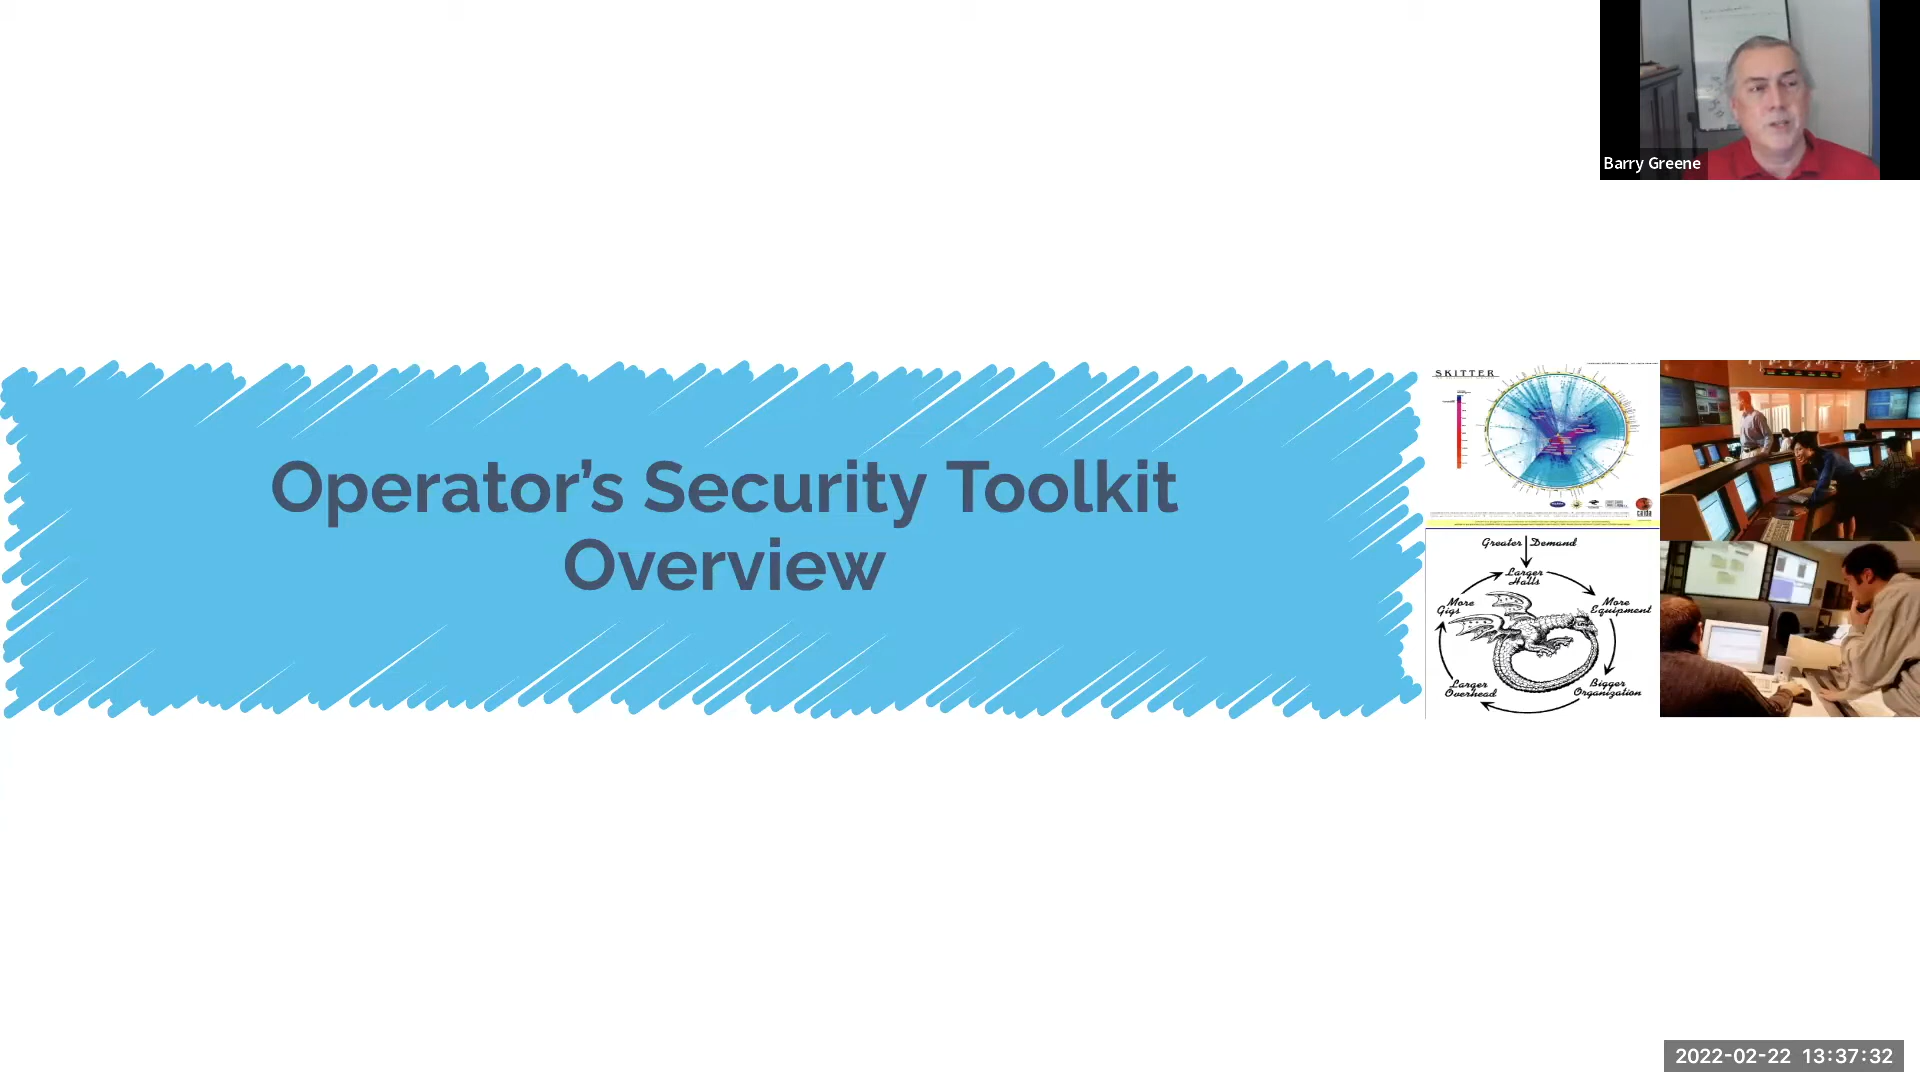 Barry Greene
Operator’s Security Toolkit
Overview
SKITTER
caida
Greater Demand
Larger
Halls
More
Equipment
Bigger
Organization
Larger
Overhead
More
Gigs
2022-02-22 13:37:32